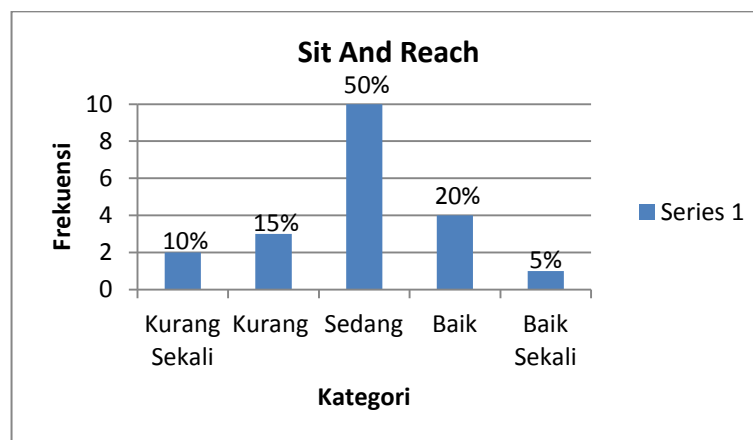 Sit And Reach
50%
10
8
6
4
2
0
Frekuensi
10%
15%
20%
5%
Kurang Sekali
Kurang
Sedang
Baik
Baik Sekali
Kategori
Series 1